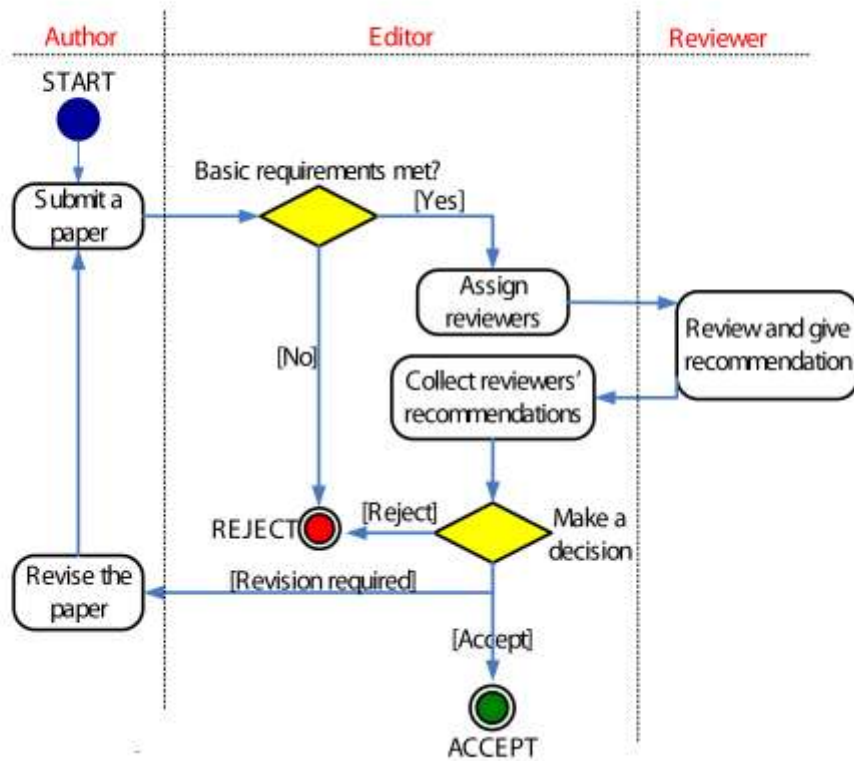 Author
Editor
Reviewer
START
Basic requirements met?
Submit a
paper
[Yes]
Assign
reviewers
Review and give
recommendation
[No]
Collect reviewers'
recommendations
REJECT
[Reject]
Make a
decision
Revise the
paper
[Revision required]
[Accept]
ACCEPT